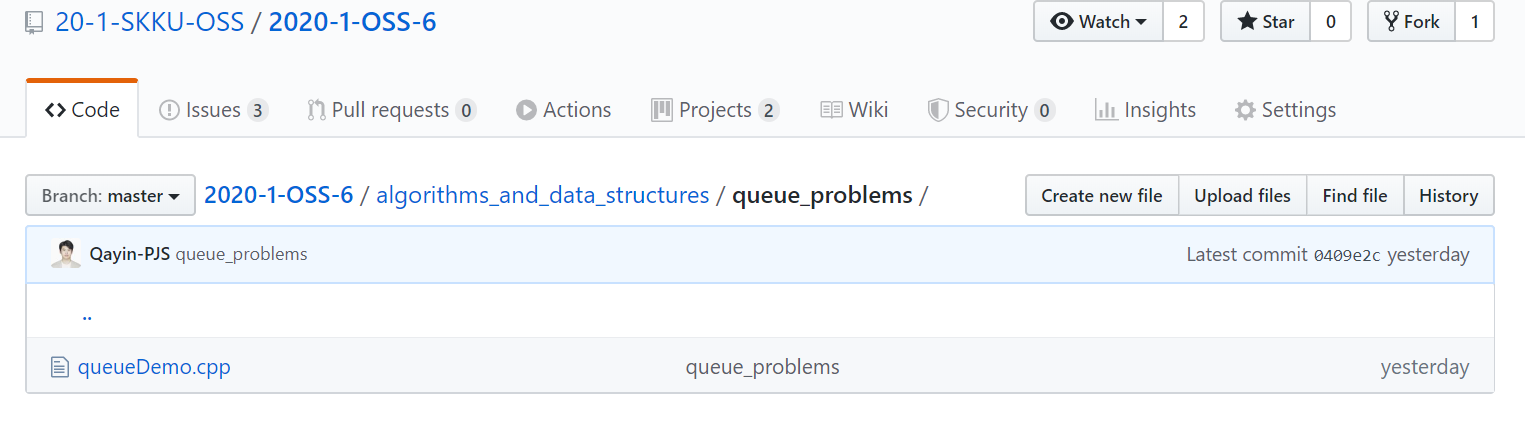 20-1-SKKU-OSS / 2020-1-OSS-6 Watch 2 Star 0 Fork 1
Code Issues 3 Pull requests 0 Actions Projects 2 Wiki Security 0 Insights Settings
Branch: master 2020-1-OSS-6 / algorithms_and_data_structures / queue_problems / Create new file Upload files Find file History
Qayin-PJS queue_problems Latest commit 0409e2c yesterday
..
queueDemo.cpp queue_problems yesterday